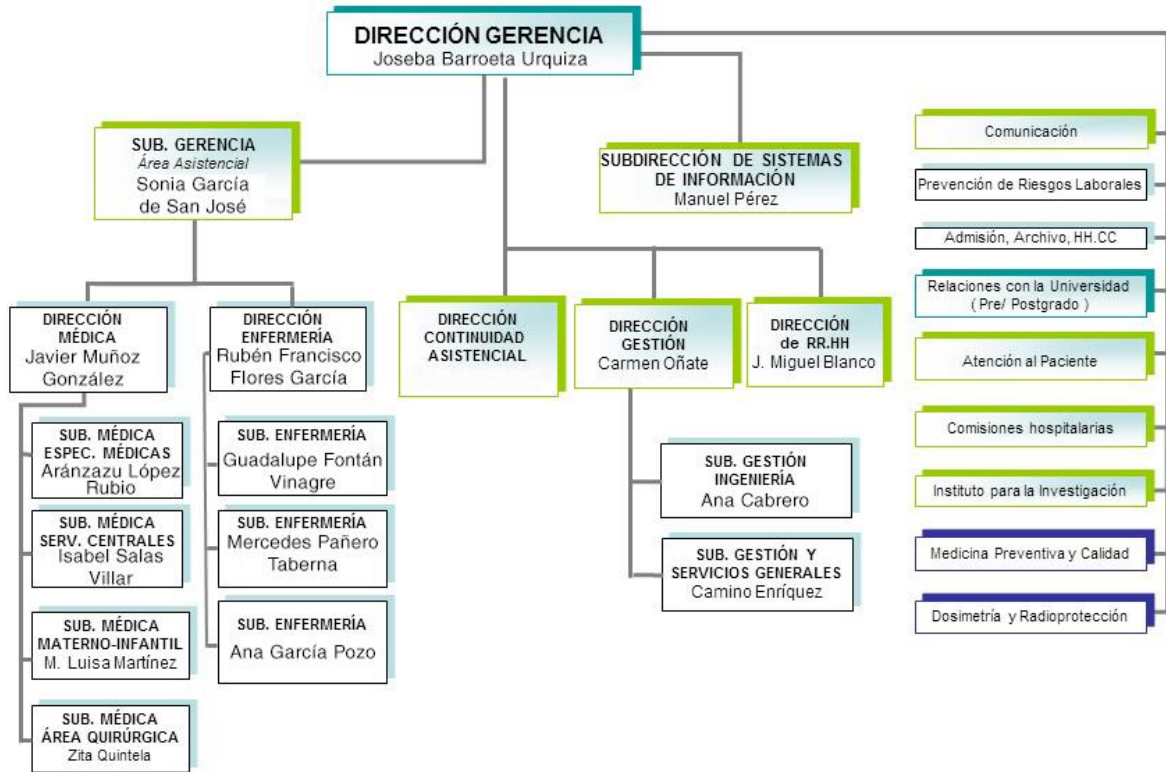 DIRECCIÓN GERENCIA
Joseba Barroeta Urquiza
SUB. GERENCIA
Área Asistencial
Sonia García
de San José
SUBDIRECCIÓN DE SISTEMAS
DE INFORMACIÓN
Manuel Pérez
DIRECCIÓN
MÉDICA
Javier Muñoz
González
DIRECCIÓN
ENFERMERÍA
Rubén Francisco
Flores García
DIRECCIÓN
CONTINUIDAD
ASISTENCIAL
DIRECCIÓN
GESTIÓN
Carmen Oñate
DIRECCIÓN
de RR.HH
J. Miguel Blanco
SUB. MÉDICA
ESPEC. MÉDICAS
Aránzazu López
Rubio
SUB. MÉDICA
SERV. CENTRALES
Isabel Salas
Villar
SUB. MÉDICA
MATERNO-INFANTIL
M. Luisa Martínez
SUB. MÉDICA
ÁREA QUIRÚRGICA
Zita Quintela
SUB. ENFERMERÍA
Guadalupe Fontán
Vinagre
SUB. ENFERMERÍA
Mercedes Pañero
Taberna
SUB. ENFERMERÍA
Ana García Pozo
SUB. GESTIÓN
INGENIERÍA
Ana Cabrero
SUB. GESTIÓN Y
SERVICIOS GENERALES
Camino Enríquez
Comunicación
Prevención de Riesgos Laborales
Admisión, Archivo, HH.CC
Relaciones con la Universidad
( Pre/ Postgrado )
Atención al Paciente
Comisiones hospitalarias
Instituto para la Investigación
Medicina Preventiva y Calidad
Dosimetría y Radioprotección